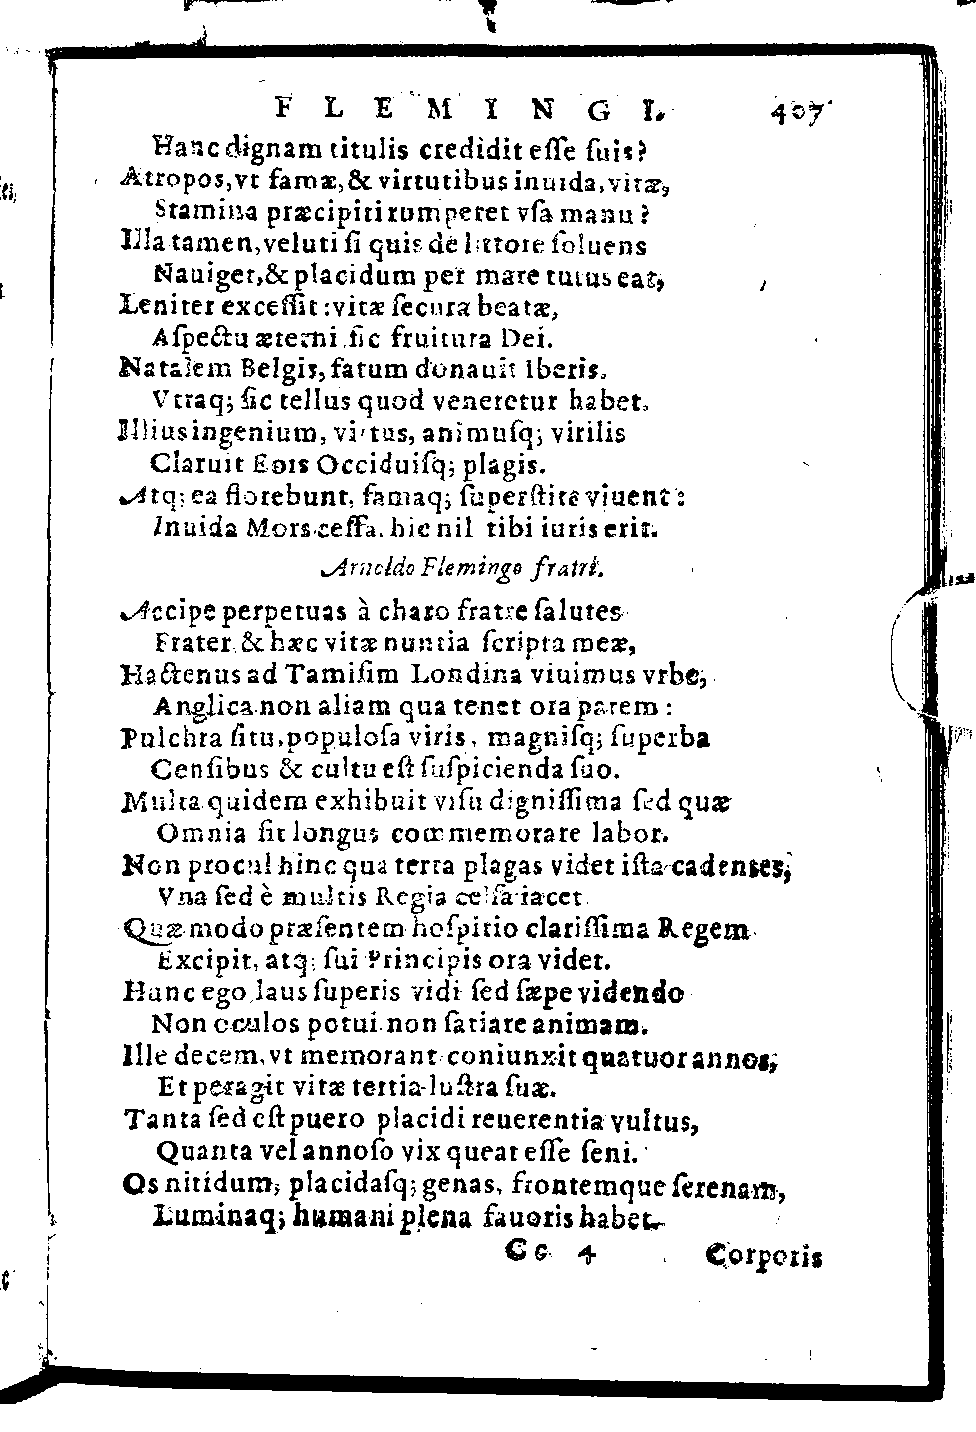 FLEMINGI. 407
Hanc dignam titulis credidit eſſe ſuis?
Atropos, vt famæ, & virtutibus inuida, vitæ,
Stamina præcipiti rumperet vſa manu?
Illa tamen, veluti ſi quis de littore ſoluens
Nauiget, & placidum per mare tutus eat,
Leniter exceſſit: vitæ ſecura beatæ,
Aſpectu æterni ſic fruitura Dei.
Natalem Belgis, fatum donauit Iberis,
Vtraq; ſic tellus quod veneretur habet.
Illius ingenium, virtus, animuſq; virilis
Claruit Eois Occiduiſq; plagis.
Atq; ea florebunt, famaq; ſuperſtite viuent:
Inuida Mors ceſſa. hic nil tibi iuris erit.
Arnoldo Flemingo fratri.
Accipe perpetuas à charo fratre ſalutes
Frater & hæc vitæ nuntia ſcripta meæ,
Hactenus ad Tamiſim Londina viuimus vrbe,
Anglica non aliam qua tenet ora parem:
Pulchra ſitu, populoſa viris, magniſq; ſuperba
Cenſibus & cultu eſt ſuſpicienda ſuo.
Multa quidem exhibuit viſu digniſſima ſed quæ
Omnia ſit longus commemorare labor.
Non procul hinc qua terra plagas videt iſta cadentes,
Vna ſed è multis Regia celſa iacet
Quæ modo præſentem hoſpitio clariſſima Regem
Excipit, atq; ſui Principis ora videt.
Hunc ego laus ſuperis vidi ſed ſæpe videndo
Non oculos potui non ſatiare animam.
Ille decem, vt memorant coniunxit quatuor annos,
Et peragit vitæ tertia luſtra ſuæ.
Tanta ſed eſt puero placidi reuerentia vultus,
Quanta vel annoſo vix queat eſſe ſeni.
Os nitidum, placidaſq; genas, frontemque ſerenam,
Luminaq; humani plena fauoris habet.
Cc 4 Corporis